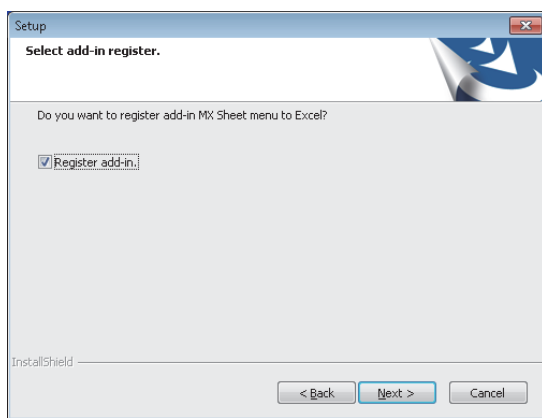 Setup
Select add-in register.
Do you want to register add-in MX Sheet menu to Excel?
Register add-in.
InstallShield
< Back
Next >
Cancel